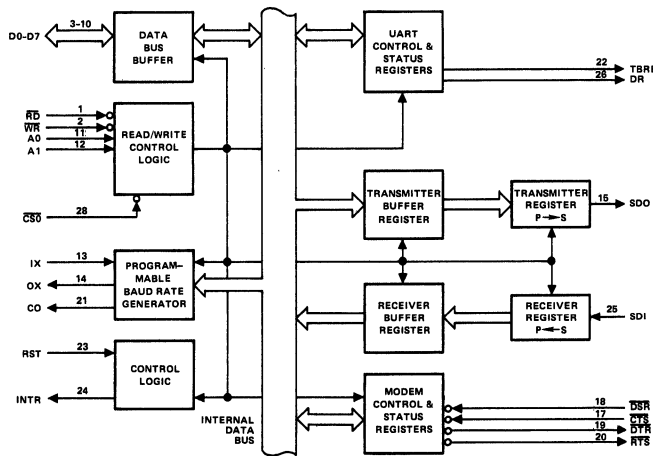 D0-D7
3-10
DATA
BUS
BUFFER
UART
CONTROL &
STATUS
REGISTERS
22
TBRE
26
DR
RD
1
WR
2
A0
11
A1
12
READ/WRITE
CONTROL
LOGIC
CS0
28
TRANSMITTER
BUFFER
REGISTER
TRANSMITTER
REGISTER
P→S
15
SDO
IX
13
OX
14
CO
21
PROGRAM-
MABLE
BAUD RATE
GENERATOR
RECEIVER
BUFFER
REGISTER
RECEIVER
REGISTER
P←S
25
SDI
RST
23
INTR
24
CONTROL
LOGIC
INTERNAL
DATA
BUS
MODEM
CONTROL &
STATUS
REGISTERS
18
DSR
17
CTS
19
DTR
20
RTS